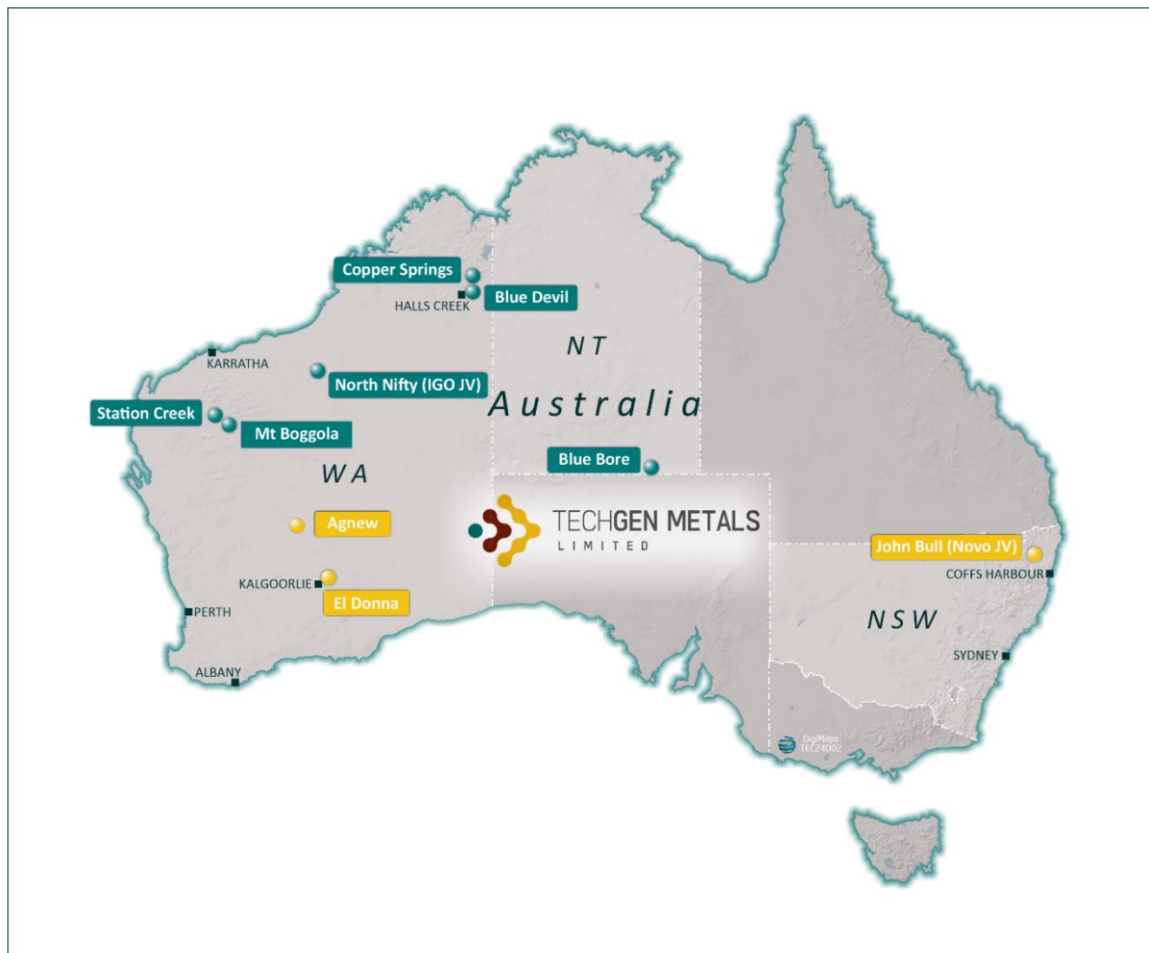 Copper Springs
Blue Devil
HALLS CREEK
NT
KARRATHA
North Nifty (IGO JV)
Australia
Station Creek
Mt Boggola
Blue Bore
WA
TECHGEN METALS
LIMITED
Agnew
John Bull (Novo JV)
COFFS HARBOUR
KALGOORLIE
El Donna
PERTH
NSW
SYDNEY
ALBANY
DigiMaps
TEC24002